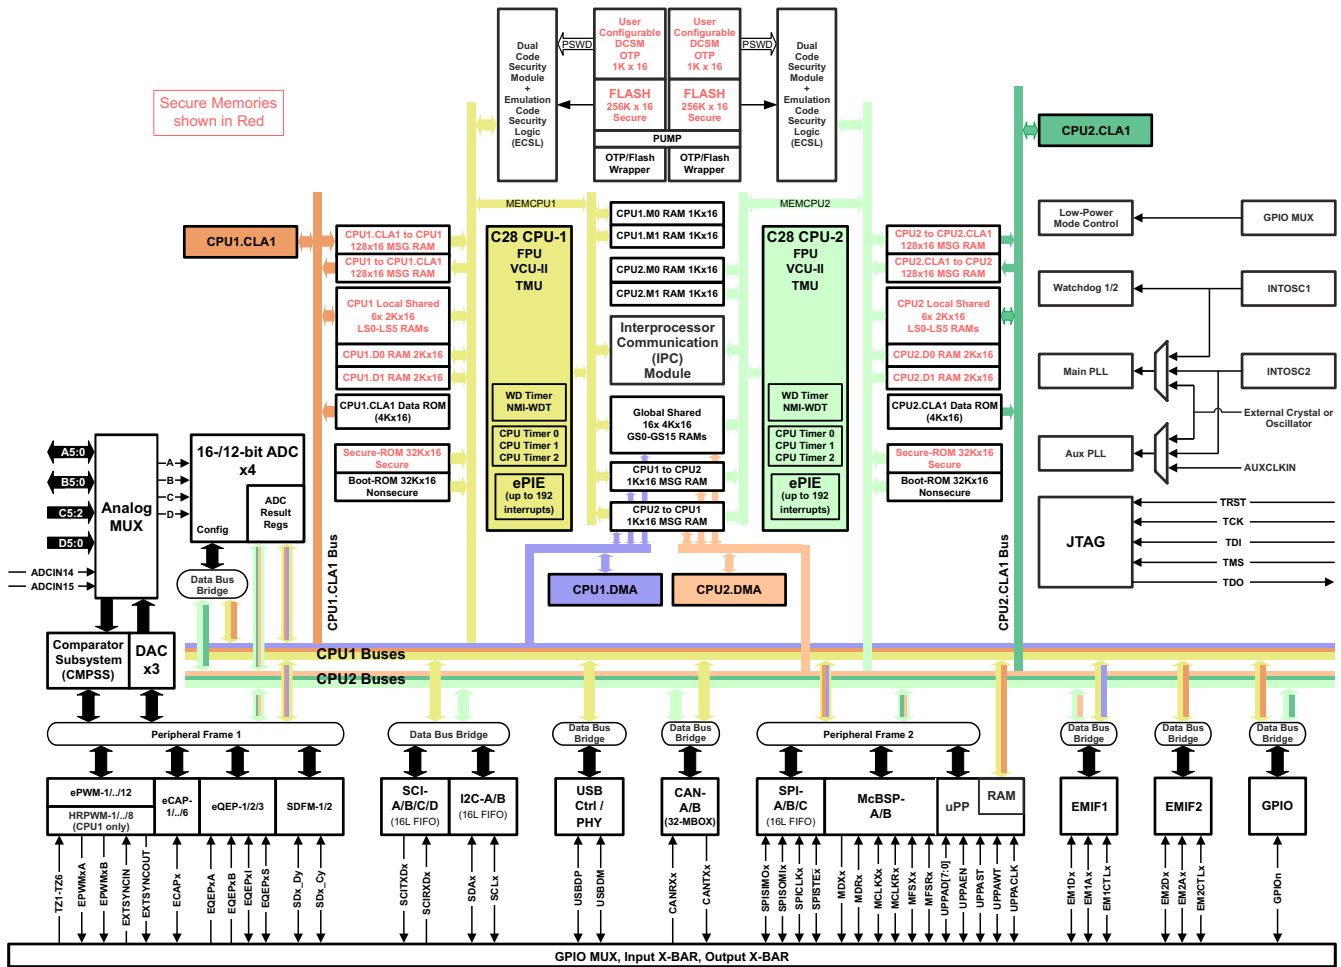 Secure Memories
shown in Red
Dual
Code
Security
Module
+
Emulation
Code
Security
Logic
(ECSL)
PSWD
User
Configurable
DCSM
OTP
1K x 16
User
Configurable
DCSM
OTP
1K x 16
PSWD
FLASH
256K x 16
Secure
FLASH
256K x 16
Secure
PUMP
OTP/Flash
Wrapper
OTP/Flash
Wrapper
Dual
Code
Security
Module
+
Emulation
Code
Security
Logic
(ECSL)
CPU2.CLA1
MEMCPU1
MEMCPU2
CPU1.CLA1
CPU1.CLA1 to CPU1
128x16 MSG RAM
CPU1 to CPU1.CLA1
128x16 MSG RAM
CPU1 Local Shared
6x 2Kx16
LS0-LS5 RAMs
CPU1.D0 RAM 2Kx16
CPU1.D1 RAM 2Kx16
CPU1.CLA1 Data ROM
(4Kx16)
Secure-ROM 32Kx16
Secure
Boot-ROM 32Kx16
Nonsecure
C28 CPU-1
FPU
VCU-II
TMU
WD Timer
NMI-WDT
CPU Timer 0
CPU Timer 1
CPU Timer 2
ePIE
(up to 192
interrupts)
CPU1.M0 RAM 1Kx16
CPU1.M1 RAM 1Kx16
CPU2.M0 RAM 1Kx16
CPU2.M1 RAM 1Kx16
Interprocessor
Communication
(IPC)
Module
Global Shared
16x 4Kx16
GS0-GS15 RAMs
CPU1 to CPU2
1Kx16 MSG RAM
CPU2 to CPU1
1Kx16 MSG RAM
CPU1.DMA
CPU2.DMA
C28 CPU-2
FPU
VCU-II
TMU
WD Timer
NMI-WDT
CPU Timer 0
CPU Timer 1
CPU Timer 2
ePIE
(up to 192
interrupts)
CPU2 to CPU2.CLA1
128x16 MSG RAM
CPU2.CLA1 to CPU2
128x16 MSG RAM
CPU2 Local Shared
6x 2Kx16
LS0-LS5 RAMs
CPU2.D0 RAM 2Kx16
CPU2.D1 RAM 2Kx16
CPU2.CLA1 Data ROM
(4Kx16)
Secure-ROM 32Kx16
Secure
Boot-ROM 32Kx16
Nonsecure
Low-Power
Mode Control
GPIO MUX
Watchdog 1/2
INTOSC1
Main PLL
INTOSC2
External Crystal or
Oscillator
Aux PLL
AUXCLKIN
JTAG
TRST
TCK
TDI
TMS
TDO
CPU1.CLA1 Bus
CPU2.CLA1 Bus
A5:0
B5:0
C5:2
D5:0
ADCIN14
ADCIN15
Analog
MUX
A
B
C
D
16-/12-bit ADC
x4
ADC
Result
Regs
Config
Data Bus
Bridge
Comparator
Subsystem
(CMPSS)
DAC
x3
CPU1 Buses
CPU2 Buses
Peripheral Frame 1
Data Bus Bridge
Data Bus
Bridge
Data Bus
Bridge
Peripheral Frame 2
Data Bus
Bridge
Data Bus
Bridge
Data Bus
Bridge
ePWM-1/../12
HRPWM-1/../8
(CPU1 only)
eCAP-
1/../6
eQEP-1/2/3
SDFM-1/2
SCI-
A/B/C/D
(16L FIFO)
I2C-A/B
(16L FIFO)
USB
Ctrl /
PHY
CAN-
A/B
(32-MBOX)
SPI-
A/B/C
(16L FIFO)
McBSP-
A/B
uPP
RAM
EMIF1
EMIF2
GPIO
TZ1-TZ6
EPWMxA
EPWMxB
EXTSYNCIN
EXTSYNCOUT
ECAPx
EQEPxA
EQEPxB
EQEPxI
EQEPxS
SDx_Dy
SDx_Cy
SCITXDx
SCIRXDx
SDAx
SCLx
USBDP
USBDM
CANRXx
CANTXx
SPISIMOx
SPISOMIx
SPICLKx
SPISTEx
MDXx
MDRx
MCLKXx
MCLKRx
MFSXx
MFSRx
UPPAD[7:0]
UPPAEN
UPPAST
UPPAWT
UPPACLK
EM1Dx
EM1Ax
EM1CTLx
EM2Dx
EM2Ax
EM2CTLx
GPIOn
GPIO MUX, Input X-BAR, Output X-BAR